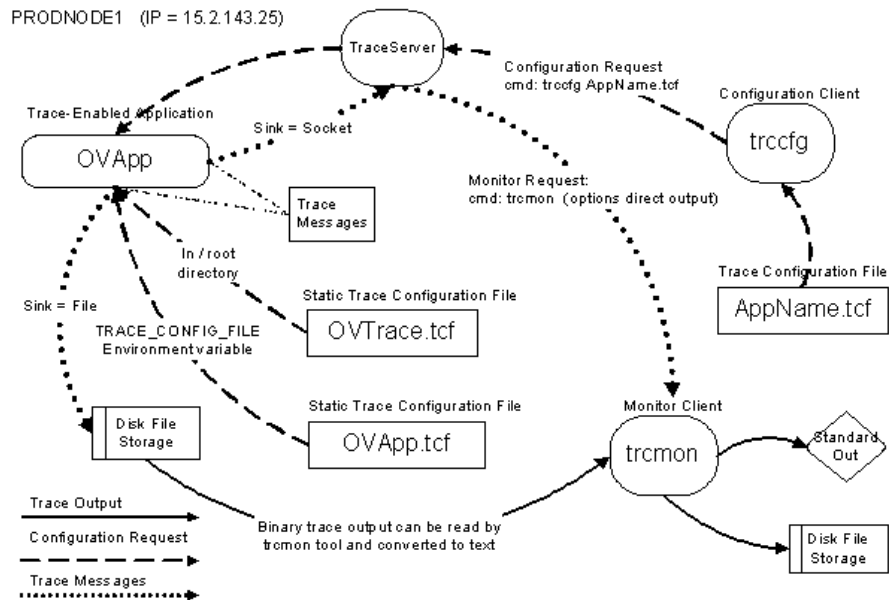 PRODNODE1 (IP = 15.2.143.25)
TraceServer
Configuration Request
cmd: trccfg AppName.tcf
Configuration Client
trccfg
Trace-Enabled Application
OVApp
Sink = Socket
Trace
Messages
Monitor Request:
cmd: trcmon (options direct output)
In / root
directory
Trace Configuration File
AppName.tcf
Sink = File
Static Trace Configuration File
OVTrace.tcf
TRACE_CONFIG_FILE
Environment variable
Static Trace Configuration File
OVApp.tcf
Disk File
Storage
Monitor Client
trcmon
Standard
Out
Trace Output
Configuration Request
Trace Messages
Binary trace output can be read by
trcmon tool and converted to text
Disk File
Storage